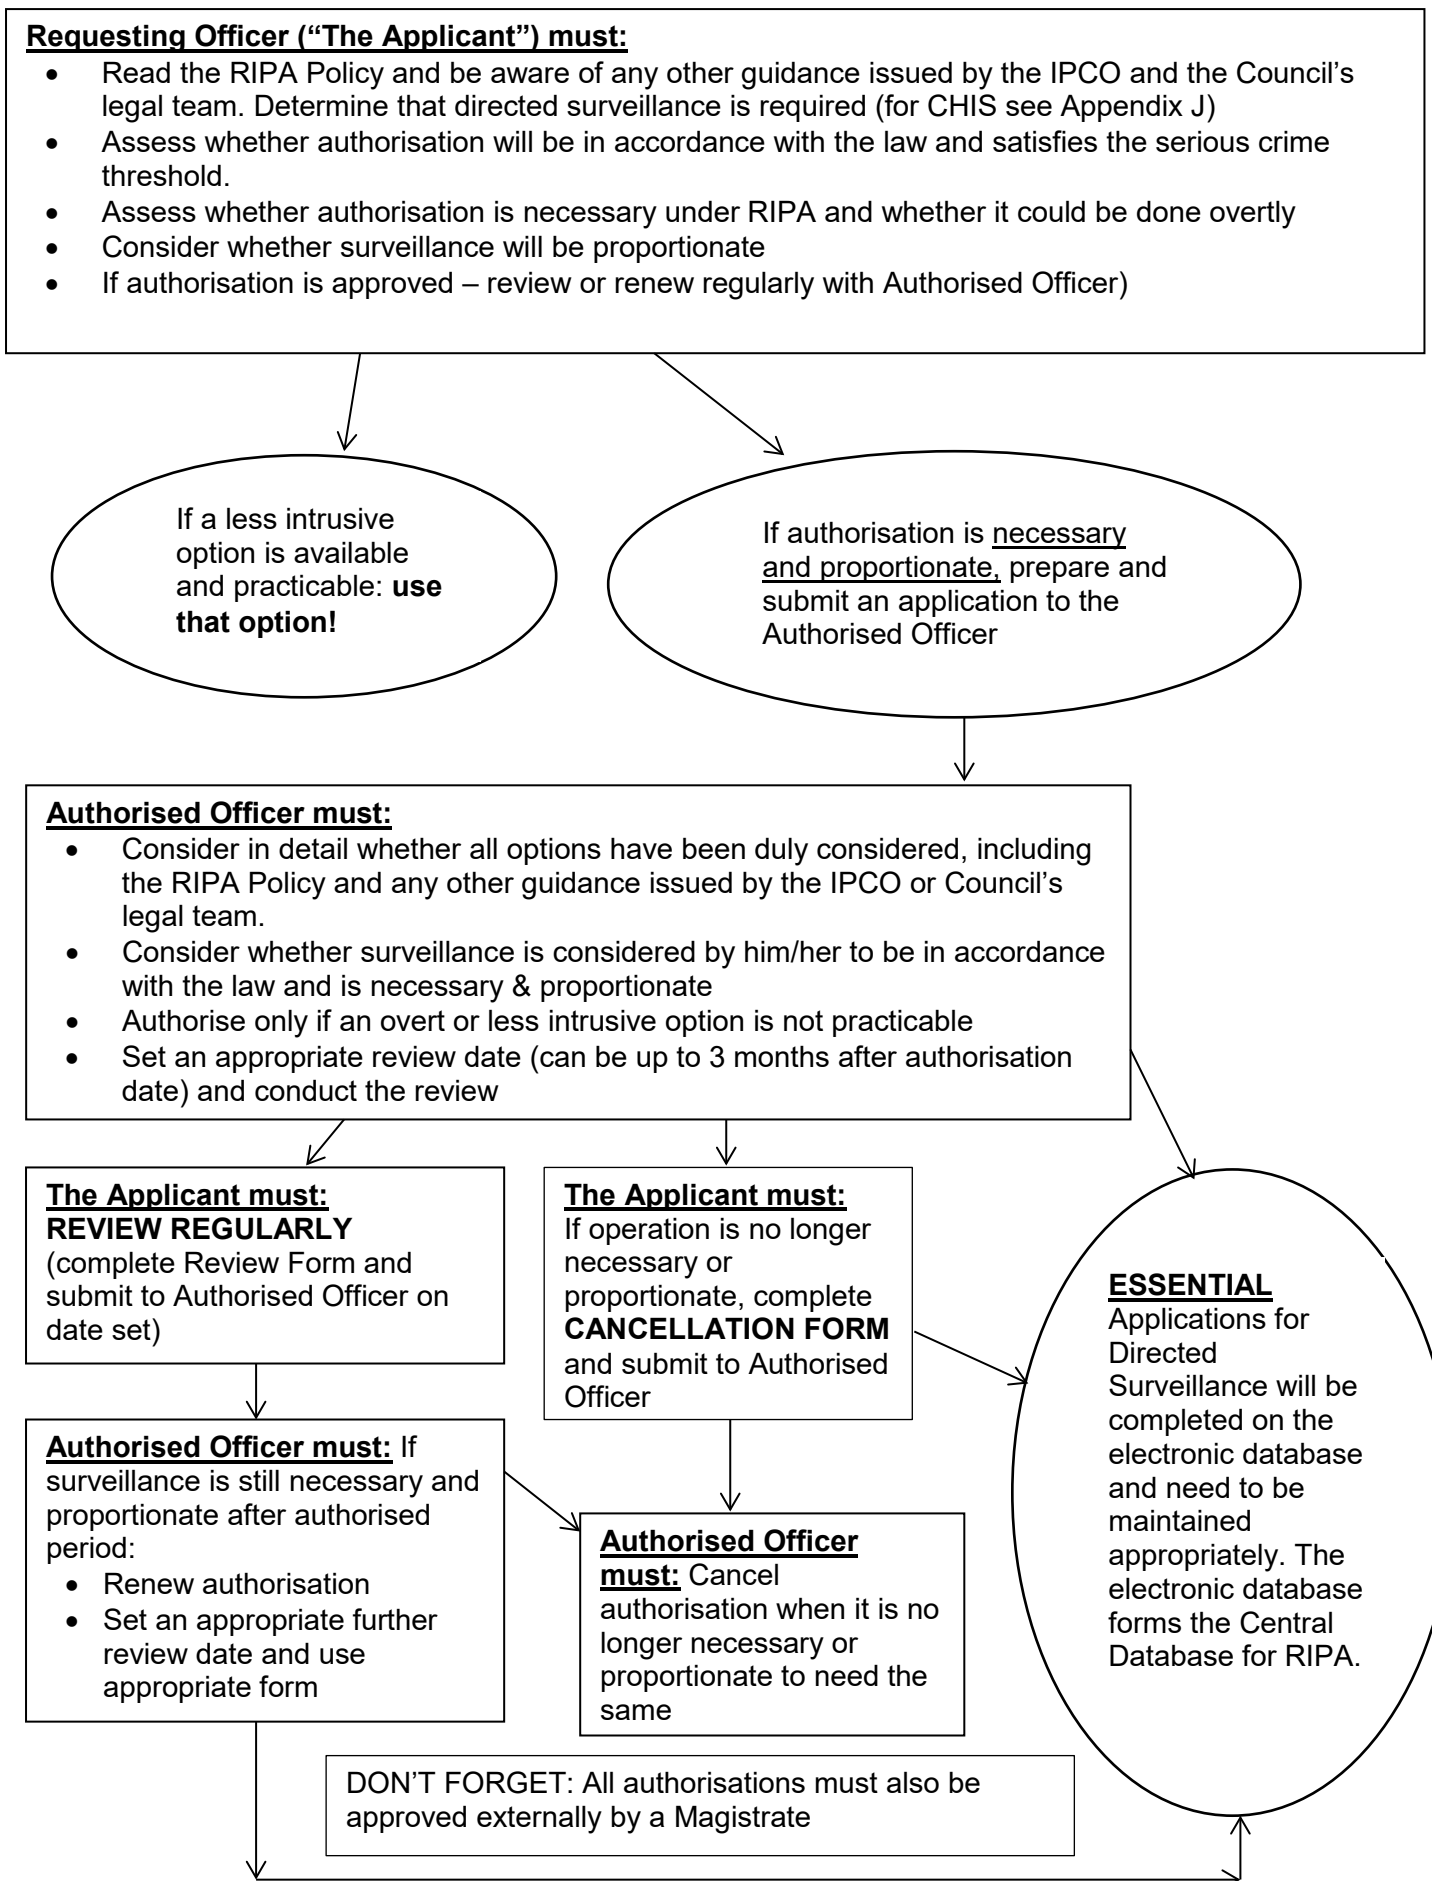 Requesting Officer (“The Applicant”) must:
• Read the RIPA Policy and be aware of any other guidance issued by the IPCO and the Council’s
legal team. Determine that directed surveillance is required (for CHIS see Appendix J)
• Assess whether authorisation will be in accordance with the law and satisfies the serious crime
threshold.
• Assess whether authorisation is necessary under RIPA and whether it could be done overtly
• Consider whether surveillance will be proportionate
• If authorisation is approved – review or renew regularly with Authorised Officer)
If a less intrusive
option is available
and practicable: use
that option!
If authorisation is necessary
and proportionate, prepare and
submit an application to the
Authorised Officer
Authorised Officer must:
• Consider in detail whether all options have been duly considered, including
the RIPA Policy and any other guidance issued by the IPCO or Council’s
legal team.
• Consider whether surveillance is considered by him/her to be in accordance
with the law and is necessary & proportionate
• Authorise only if an overt or less intrusive option is not practicable
• Set an appropriate review date (can be up to 3 months after authorisation
date) and conduct the review
The Applicant must:
REVIEW REGULARLY
(complete Review Form and
submit to Authorised Officer on
date set)
The Applicant must:
If operation is no longer
necessary or
proportionate, complete
CANCELLATION FORM
and submit to Authorised
Officer
ESSENTIAL
Applications for
Directed
Surveillance will be
completed on the
electronic database
and need to be
maintained
appropriately. The
electronic database
forms the Central
Database for RIPA.
Authorised Officer must: If
surveillance is still necessary and
proportionate after authorised
period:
• Renew authorisation
• Set an appropriate further
review date and use
appropriate form
Authorised Officer
must: Cancel
authorisation when it is no
longer necessary or
proportionate to need the
same
DON’T FORGET: All authorisations must also be
approved externally by a Magistrate